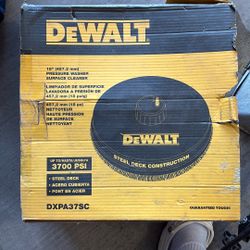 DEWALT
18" (457,2 mm)
PRESSURE WASHER
SURFACE CLEANER
LIMPIADOR DE SUPERFICIE
LAVADORA A PRESIÓN DE
457,2 mm (18 pulg)
457,2 mm (18 po)
NETTOYEUR
HAUTE PRESSION
DE SURFACE
NETTOYENT
UP TO/HASTA/JUSQU'À
3700 PSI
• STEEL DECK
• ACERO CUBIERTA
• PONT EN ACIER
DEWALT
STEEL DECK CONSTRUCTION
DXPA37SC
GUARANTEED TOUGH